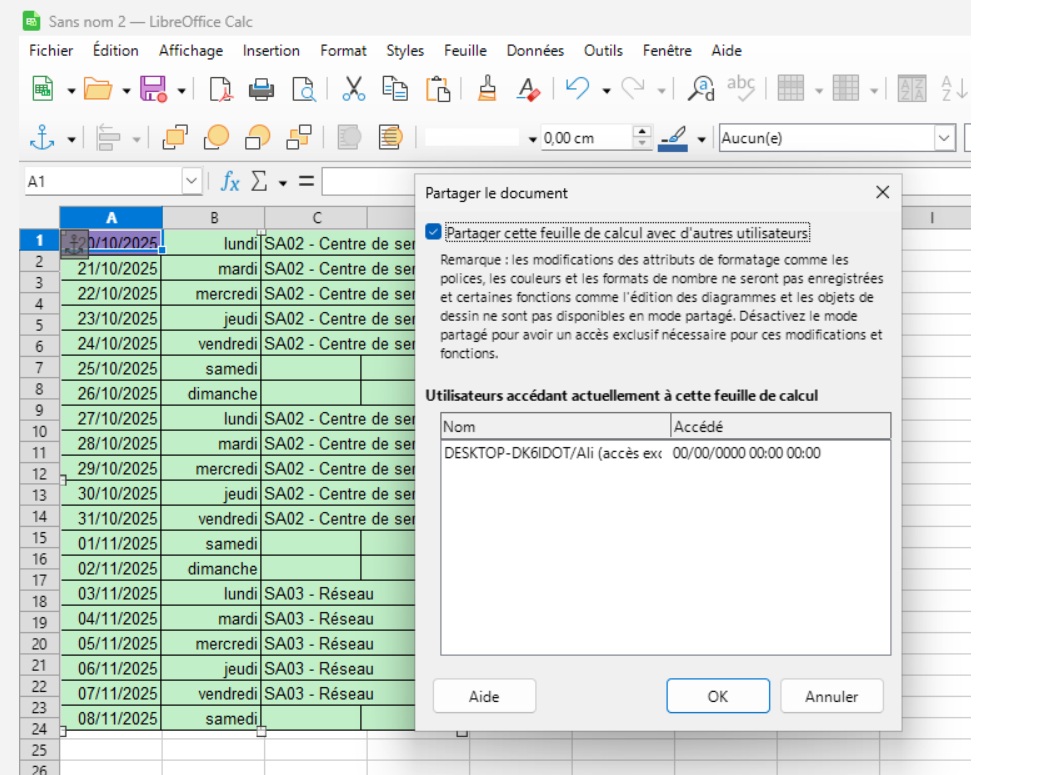 Sans nom 2 — LibreOffice Calc
Fichier Édition Affichage Insertion Format Styles Feuille Données Outils Fenêtre Aide
0,00 cm Aucun(e)
A1
Partager le document
Partager cette feuille de calcul avec d'autres utilisateurs
Remarque : les modifications des attributs de formatage comme les
polices, les couleurs et les formats de nombre ne seront pas enregistrées
et certaines fonctions comme l'édition des diagrammes et les objets de
dessin ne sont pas disponibles en mode partagé. Désactivez le mode
partagé pour avoir un accès exclusif nécessaire pour ces modifications et
fonctions.
Utilisateurs accédant actuellement à cette feuille de calcul
Nom Accédé
DESKTOP-DK6IDOT/Ali (accès exc 00/00/0000 00:00 00:00
Aide OK Annuler
A B C I
1 0/10/2025 lundi SA02 - Centre de ser
2 21/10/2025 mardi SA02 - Centre de ser
3 22/10/2025 mercredi SA02 - Centre de ser
4 23/10/2025 jeudi SA02 - Centre de ser
5
6 24/10/2025 vendredi SA02 - Centre de ser
7 25/10/2025 samedi
8 26/10/2025 dimanche
9 27/10/2025 lundi SA02 - Centre de ser
10 28/10/2025 mardi SA02 - Centre de ser
11
12 29/10/2025 mercredi SA02 - Centre de ser
13 30/10/2025 jeudi SA02 - Centre de ser
14 31/10/2025 vendredi SA02 - Centre de ser
15 01/11/2025 samedi
16
17 02/11/2025 dimanche
18 03/11/2025 lundi SA03 - Réseau
19 04/11/2025 mardi SA03 - Réseau
20 05/11/2025 mercredi SA03 - Réseau
21 06/11/2025 jeudi SA03 - Réseau
22
23 07/11/2025 vendredi SA03 - Réseau
24 08/11/2025 samedi
25
26